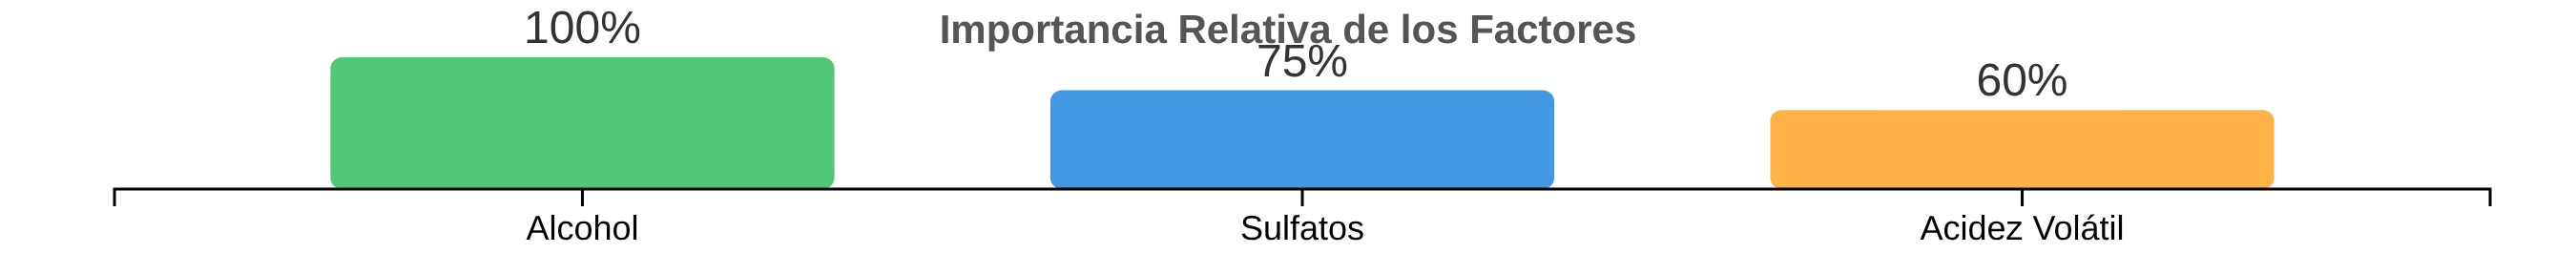 Importancia Relativa de los Factores
100%
75%
60%
Alcohol
Sulfatos
Acidez Volátil